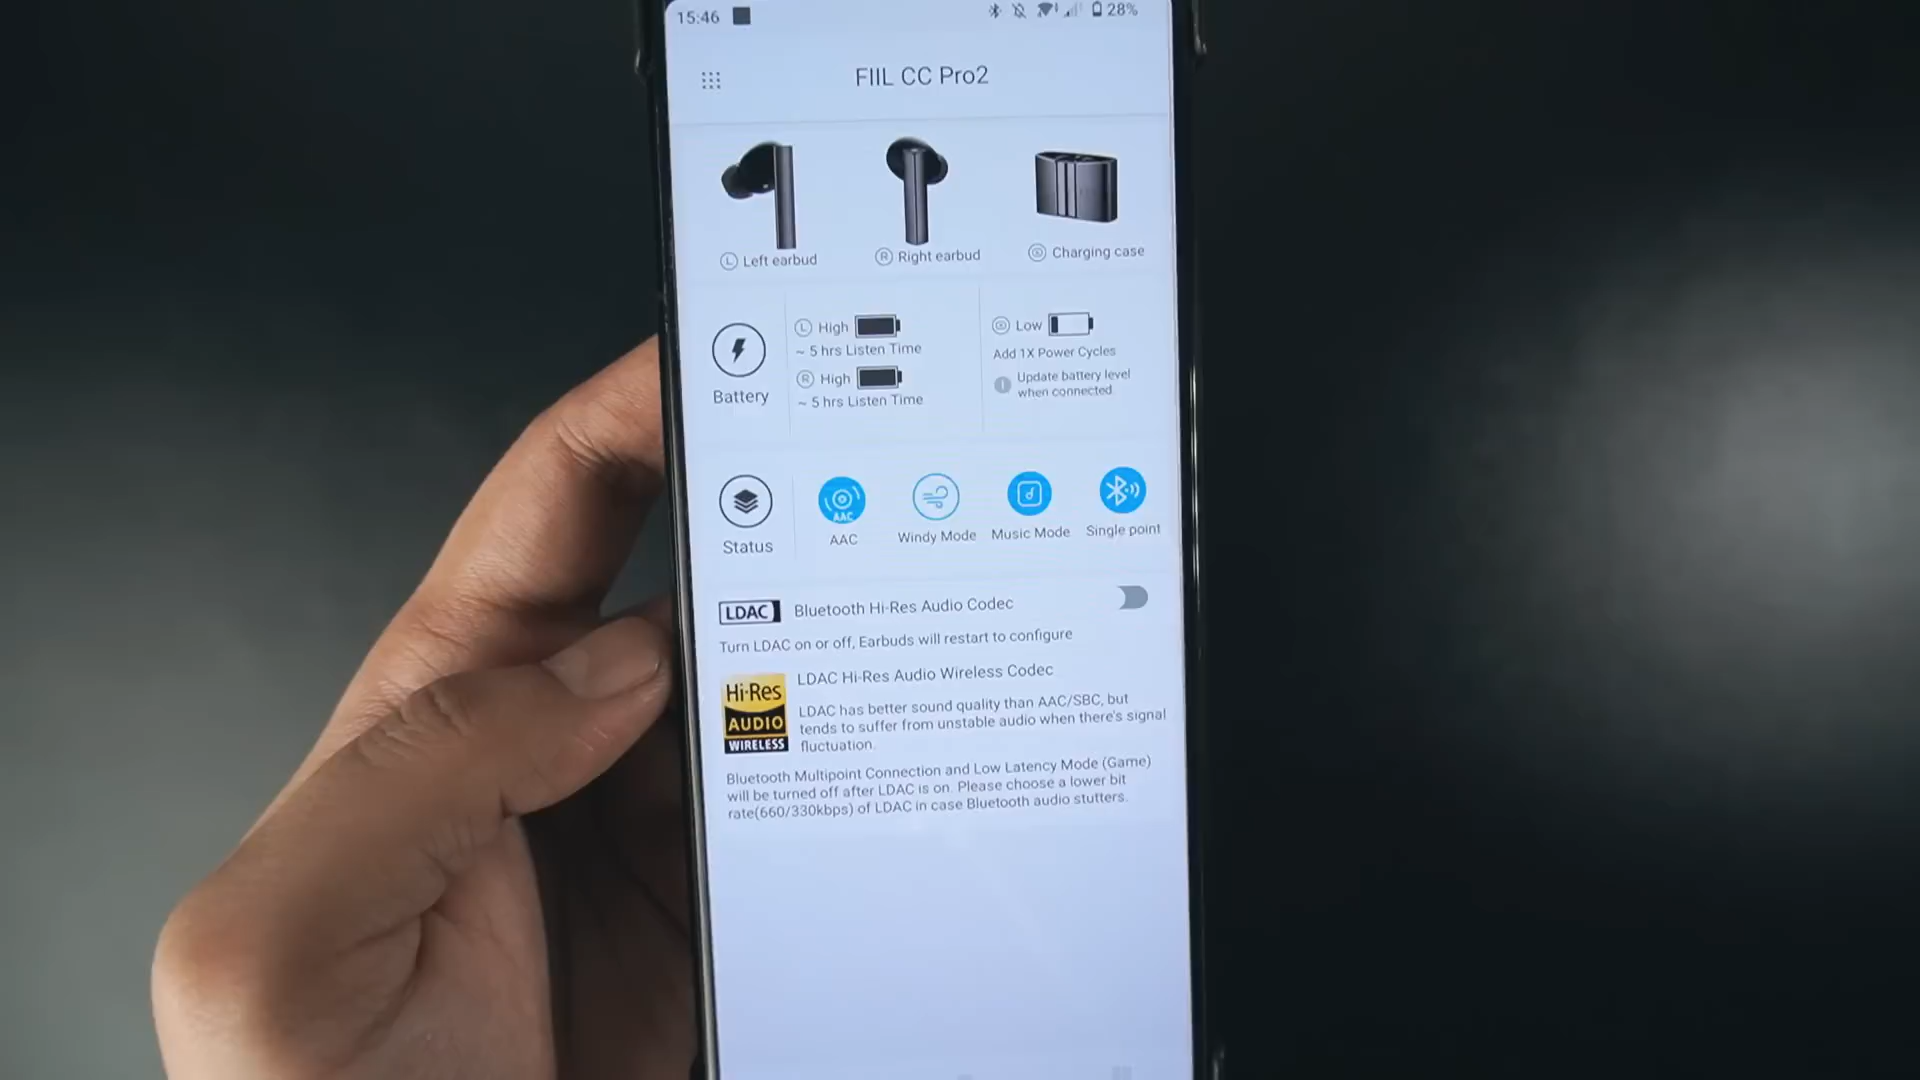 15:46
28%
FIIL CC Pro2
L Left earbud
R Right earbud
Charging case
L High
~ 5 hrs Listen Time
R High
~ 5 hrs Listen Time
Battery
Low
Add 1X Power Cycles
Update battery level
when connected
Status
AAC
AAC
Windy Mode
Music Mode
Single point
LDAC
Bluetooth Hi-Res Audio Codec
Turn LDAC on or off, Earbuds will restart to configure
Hi-Res
AUDIO
WIRELESS
LDAC Hi-Res Audio Wireless Codec
LDAC has better sound quality than AAC/SBC, but
tends to suffer from unstable audio when there's signal
fluctuation.
Bluetooth Multipoint Connection and Low Latency Mode (Game)
will be turned off after LDAC is on. Please choose a lower bit
rate(660/330kbps) of LDAC in case Bluetooth audio stutters.